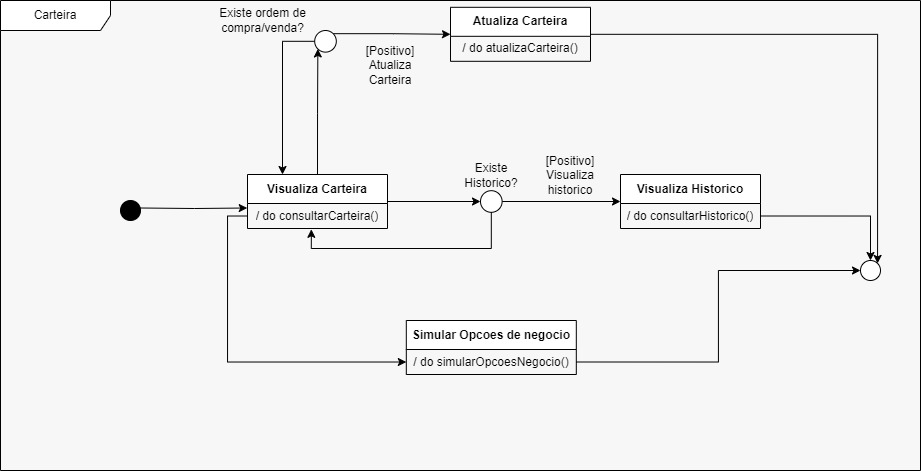 Carteira
Existe ordem de
compra/venda?
Atualiza Carteira
/ do atualizaCarteira()
[Positivo]
Atualiza
Carteira
Visualiza Carteira
/ do consultarCarteira()
Existe
Historico?
[Positivo]
Visualiza
historico
Visualiza Historico
/ do consultarHistorico()
Simular Opcoes de negocio
/ do simularOpcoesNegocio()